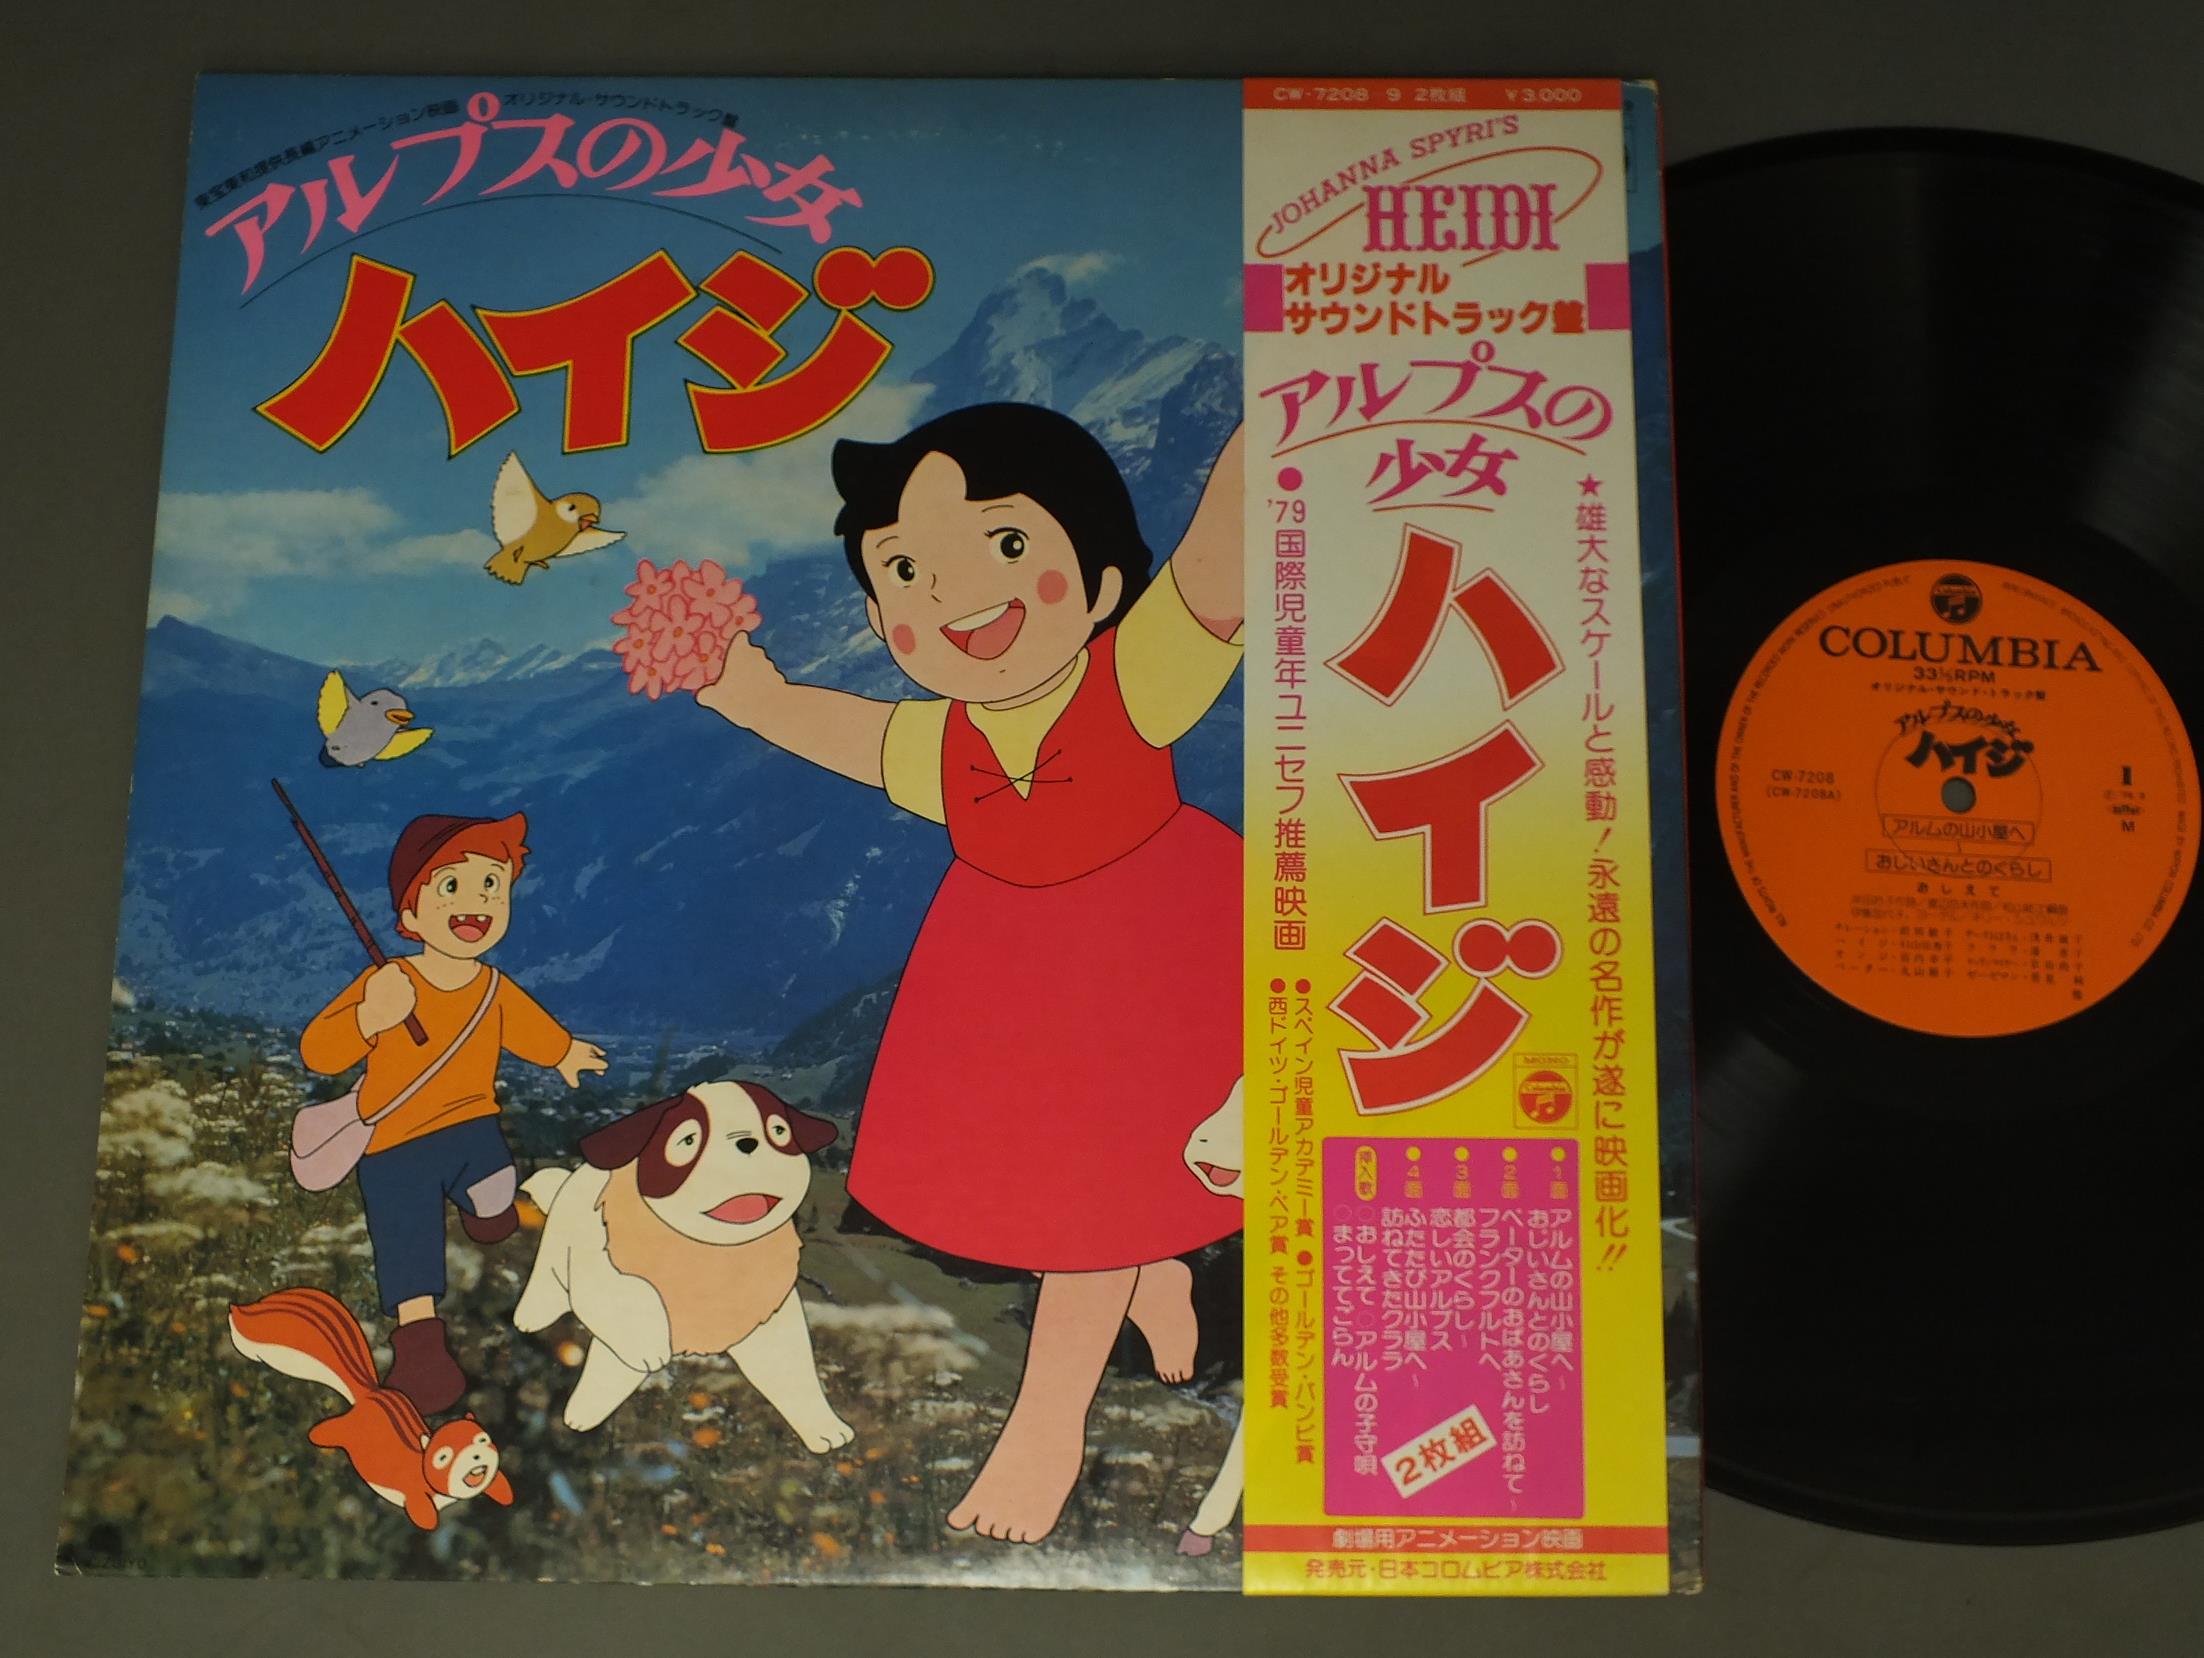 東宝東和提供長編アニメーション映画 オリジナル・サウンドトラック盤
アルプスの少女
ハイジ
CW-7208 9 2枚組 ¥3,000
JOHANNA SPYRI'S
HEIDI
オリジナル
サウンドトラック盤
アルプスの
少女
ハイジ
★雄大なスケールと感動!永遠の名作が遂に映画化!!
●'79国際児童年ユニセフ推薦映画
●スペイン児童アカデミー賞 ●ゴールデン・バンビ賞
●西ドイツ・ゴールデン・ベア賞 その他多数受賞
MONO
Columbia
●1面 アルムの山小屋へ~
おじいさんとのくらし
●2面 ペーターのおばあさんを訪ねて~
フランクフルトへ
●3面 都会のくらし~
恋しいアルプス
●4面 ふたたび山小屋へ~
訪ねてきたクララ
挿入歌 ○おしえて ○アルムの子守唄
○まっててごらん
2枚組
劇場用アニメーション映画
発売元・日本コロムビア株式会社
Columbia
COLUMBIA
33⅓RPM
オリジナル・サウンド・トラック盤
アルプスの少女
ハイジ
CW-7208
(CW-7208A)
1
M
アルムの山小屋へ
おじいさんとのくらし
おしえて